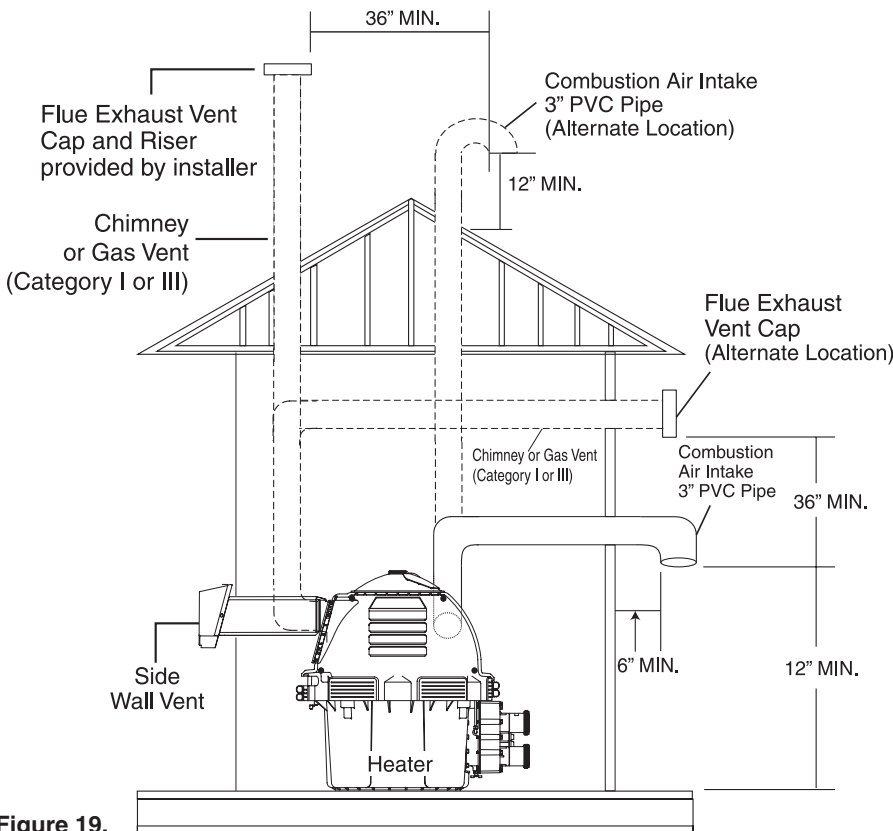 36” MIN.
Combustion Air Intake
3” PVC Pipe
(Alternate Location)
Flue Exhaust Vent
Cap and Riser
provided by installer
12” MIN.
Chimney
or Gas Vent
(Category I or III)
Flue Exhaust
Vent Cap
(Alternate Location)
Chimney or Gas Vent
(Category I or III)
Combustion
Air Intake
3” PVC Pipe
36” MIN.
Side
Wall Vent
6” MIN.
12” MIN.
Heater
Figure 19.